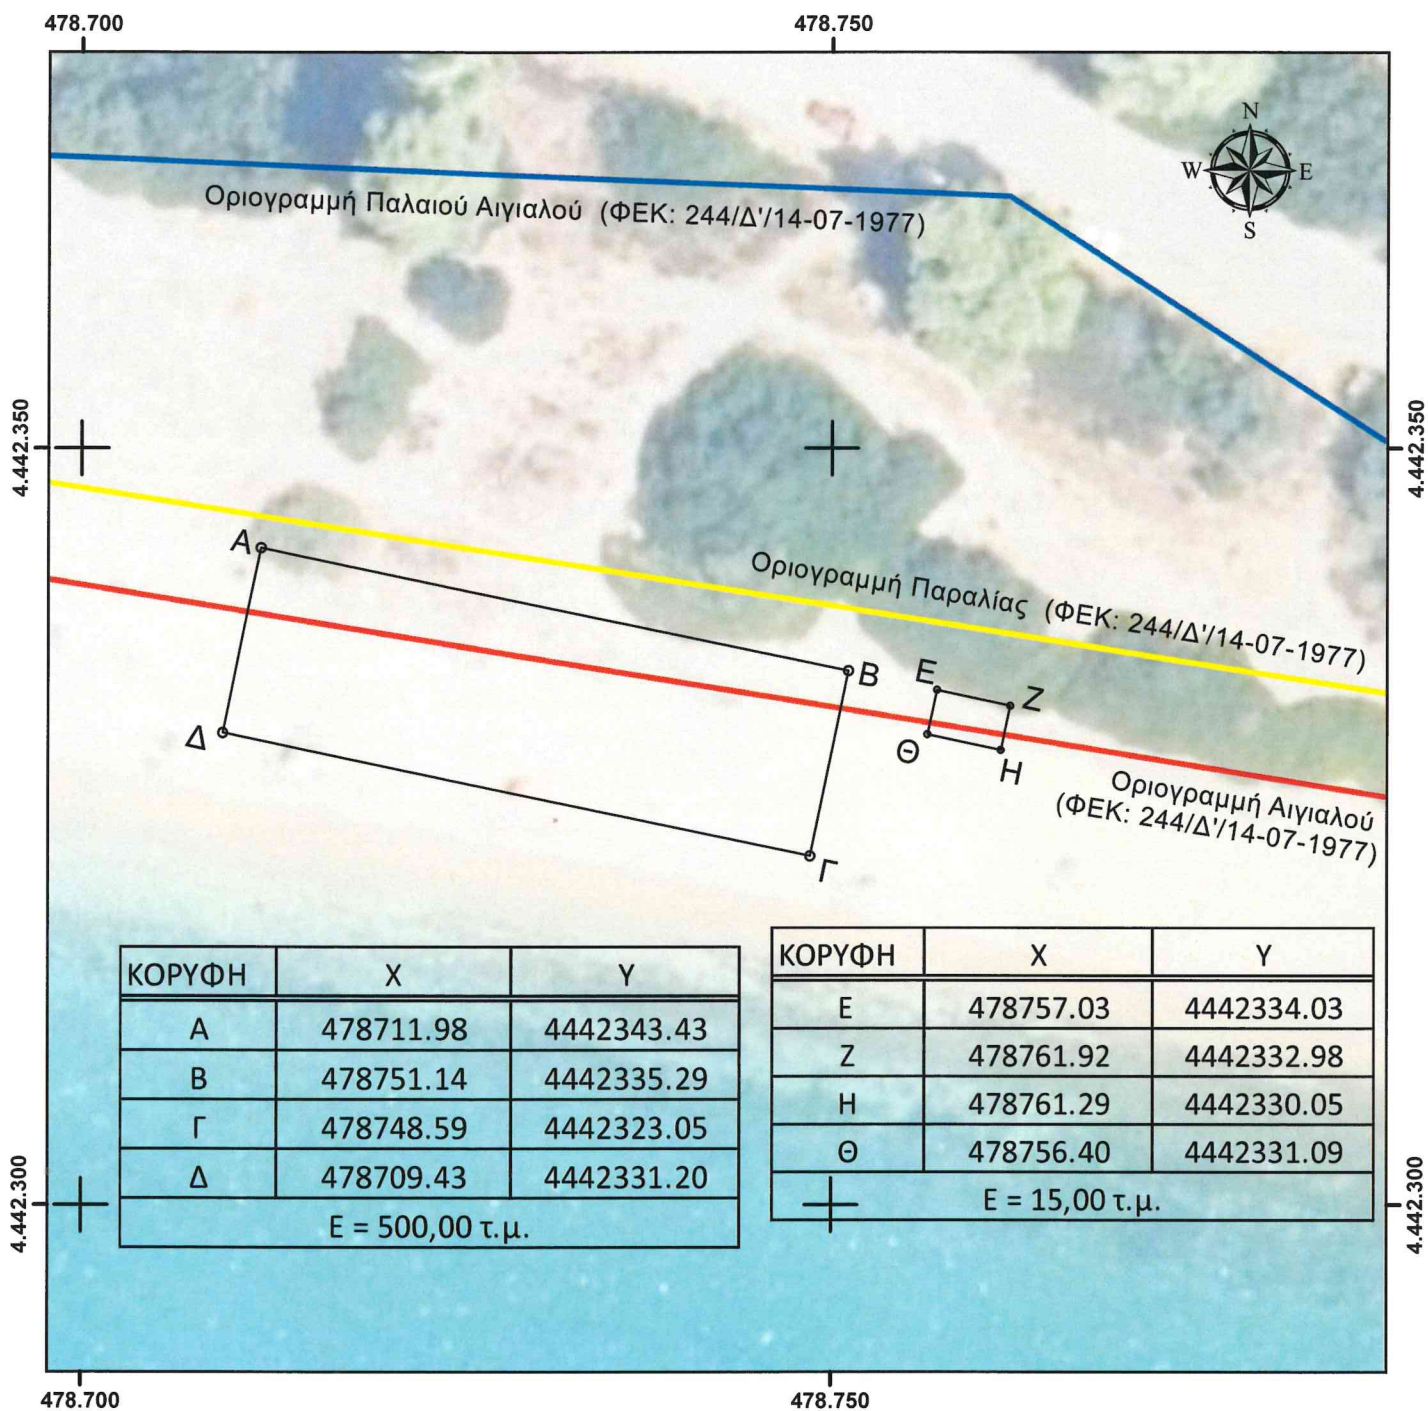 478.700
478.750
N
W E
S
Οριογραμμή Παλαιού Αιγιαλού (ΦΕΚ: 244/Δ'/14-07-1977)
4.442.350
4.442.350
Α
Οριογραμμή Παραλίας (ΦΕΚ: 244/Δ'/14-07-1977)
Β
Ε
Ζ
Δ
Θ
Η
Οριογραμμή Αιγιαλού
(ΦΕΚ: 244/Δ'/14-07-1977)
Γ
ΚΟΡΥΦΗ Χ Υ
Α 478711.98 4442343.43
Β 478751.14 4442335.29
Γ 478748.59 4442323.05
Δ 478709.43 4442331.20
Ε = 500,00 τ.μ.
ΚΟΡΥΦΗ Χ Υ
Ε 478757.03 4442334.03
Ζ 478761.92 4442332.98
Η 478761.29 4442330.05
Θ 478756.40 4442331.09
Ε = 15,00 τ.μ.
4.442.300
4.442.300
478.700
478.750